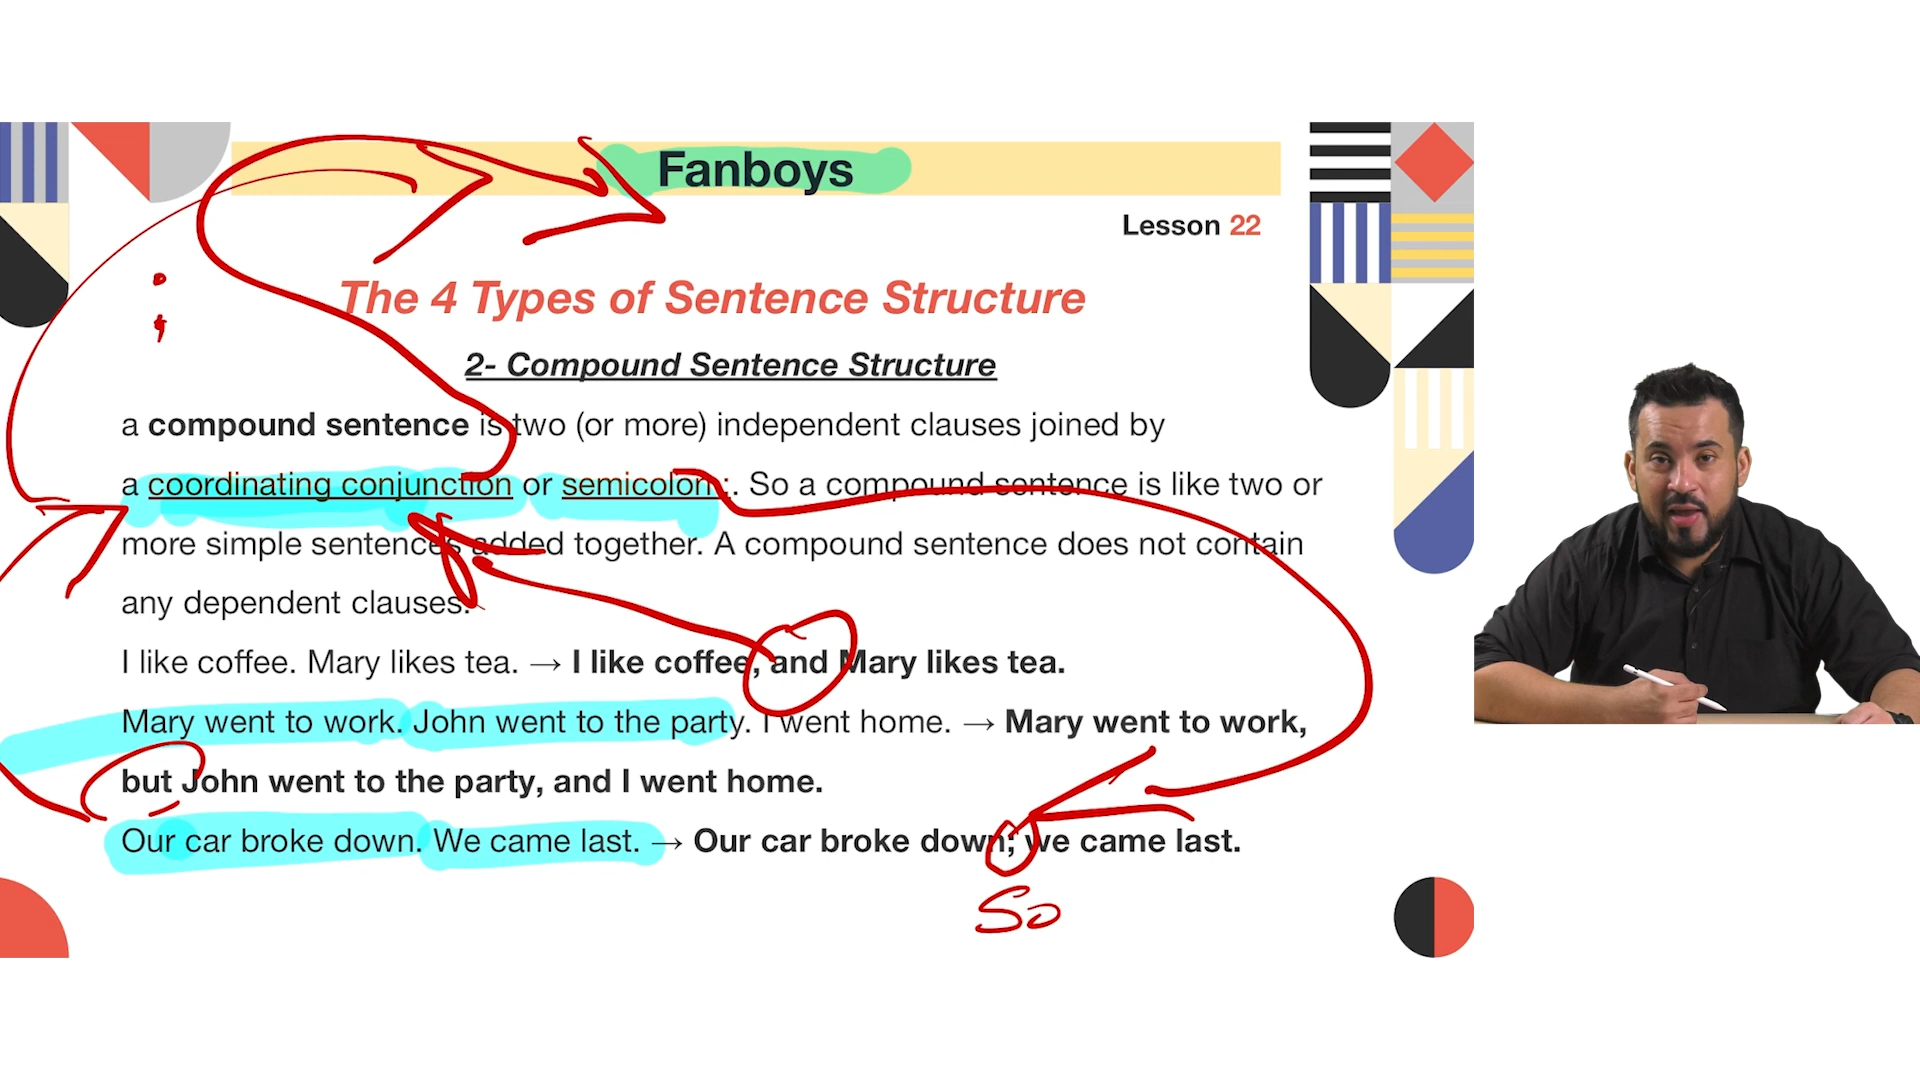 Fanboys
Lesson 22
;
The 4 Types of Sentence Structure
2- Compound Sentence Structure
a compound sentence is two (or more) independent clauses joined by
a coordinating conjunction or semicolon ;. So a compound sentence is like two or
more simple sentences added together. A compound sentence does not contain
any dependent clauses.
I like coffee. Mary likes tea. → I like coffee, and Mary likes tea.
Mary went to work. John went to the party. I went home. → Mary went to work,
but John went to the party, and I went home.
Our car broke down. We came last. → Our car broke down; we came last.
So